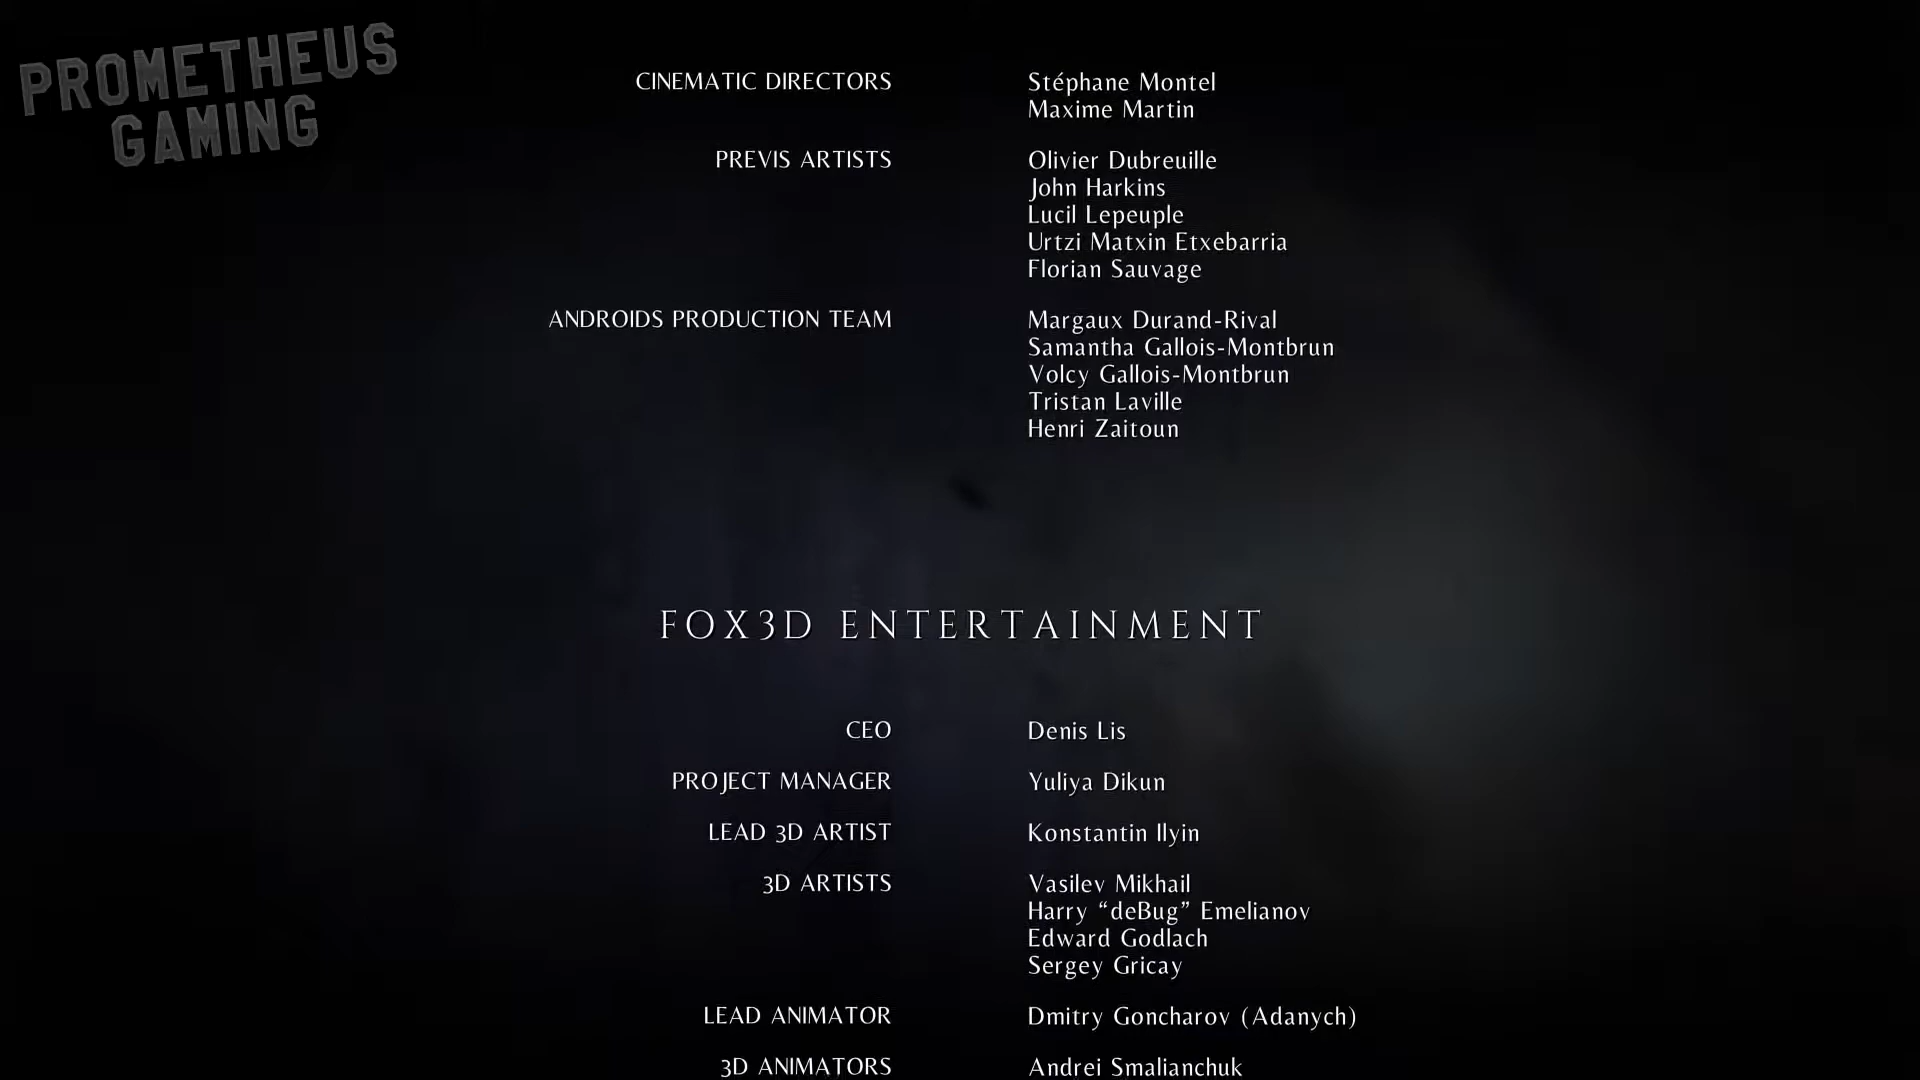 PROMETHEUS
GAMING
CINEMATIC DIRECTORS Stéphane Montel
Maxime Martin
PREVIS ARTISTS Olivier Dubreuille
John Harkins
Lucil Lepeuple
Urtzi Matxin Etxebarria
Florian Sauvage
ANDROIDS PRODUCTION TEAM Margaux Durand-Rival
Samantha Gallois-Montbrun
Volcy Gallois-Montbrun
Tristan Laville
Henri Zaitoun
FOX3D ENTERTAINMENT
CEO Denis Lis
PROJECT MANAGER Yuliya Dikun
LEAD 3D ARTIST Konstantin Ilyin
3D ARTISTS Vasilev Mikhail
Harry “deBug” Emelianov
Edward Godlach
Sergey Gricay
LEAD ANIMATOR Dmitry Goncharov (Adanych)
3D ANIMATORS Andrei Smalianchuk